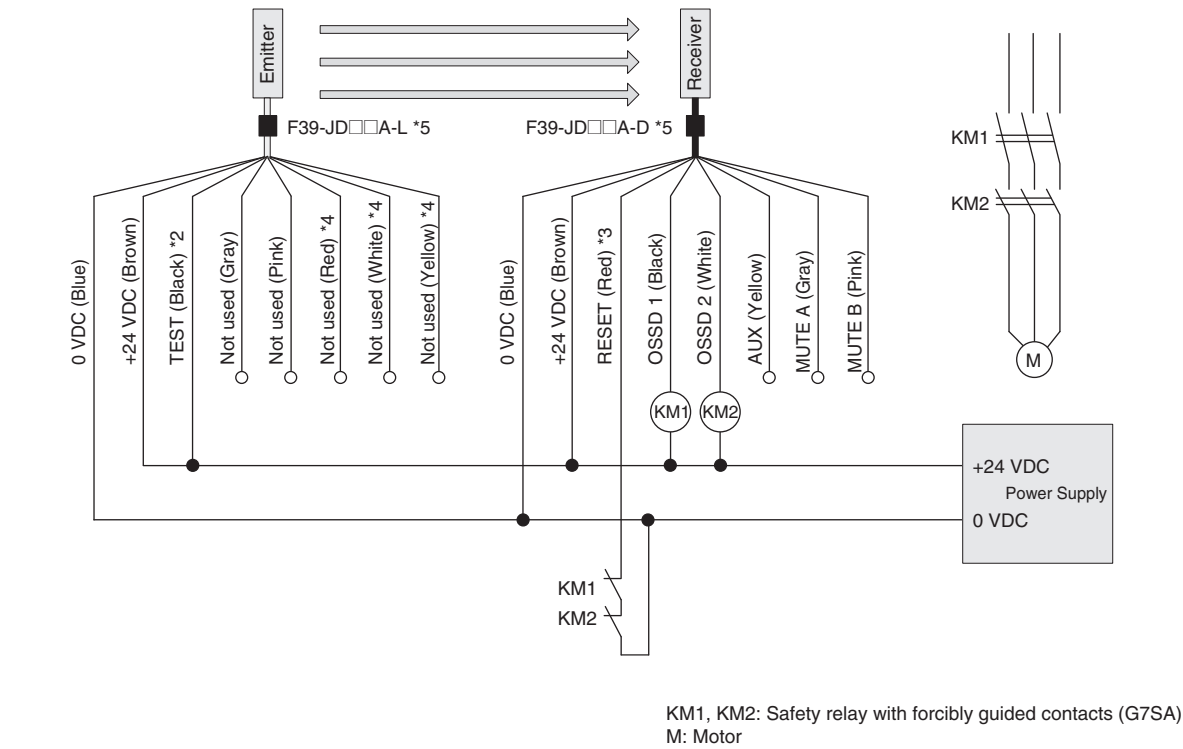 Emitter
Receiver
F39-JD□□A-L *5
F39-JD□□A-D *5
KM1
KM2
0 VDC (Blue)
+24 VDC (Brown)
TEST (Black) *2
Not used (Gray)
Not used (Pink)
Not used (Red) *4
Not used (White) *4
Not used (Yellow) *4
0 VDC (Blue)
+24 VDC (Brown)
RESET (Red) *3
OSSD 1 (Black)
OSSD 2 (White)
AUX (Yellow)
MUTE A (Gray)
MUTE B (Pink)
M
KM1
KM2
+24 VDC
Power Supply
0 VDC
KM1
KM2
KM1, KM2: Safety relay with forcibly guided contacts (G7SA)
M: Motor